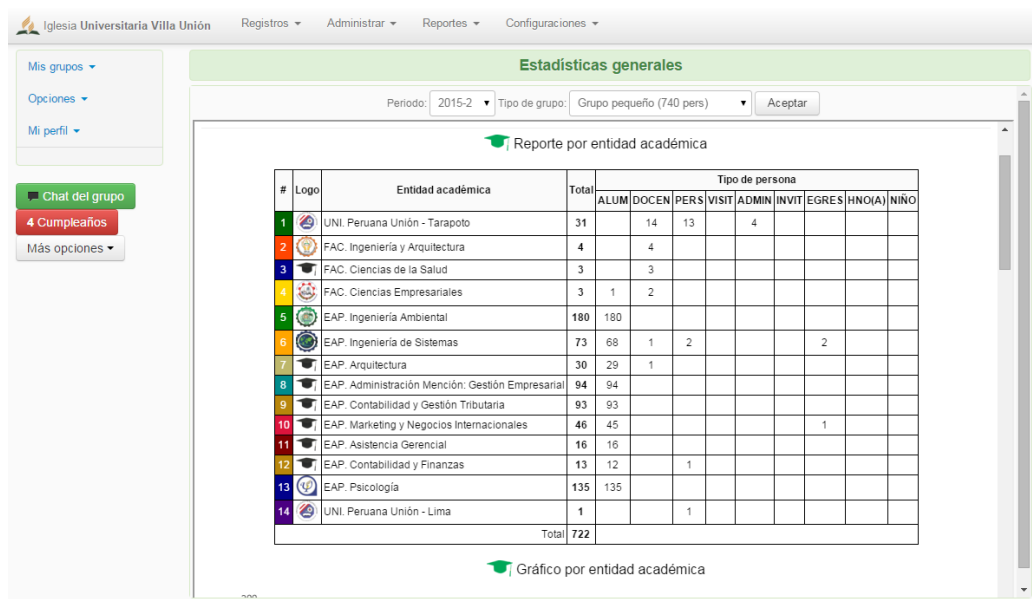 Iglesia Universitaria Villa Unión Registros Administrar Reportes Configuraciones
Mis grupos
Opciones
Mi perfil
Chat del grupo
4 Cumpleaños
Más opciones
Estadísticas generales
Periodo: 2015-2 Tipo de grupo: Grupo pequeño (740 pers) Aceptar
Reporte por entidad académica
# Logo Entidad académica Total Tipo de persona
ALUM DOCEN PERS VISIT ADMIN INVIT EGRES HNO(A) NIÑO
1 UNI. Peruana Unión - Tarapoto 31 14 13 4
2 FAC. Ingeniería y Arquitectura 4 4
3 FAC. Ciencias de la Salud 3 3
4 FAC. Ciencias Empresariales 3 1 2
5 EAP. Ingeniería Ambiental 180 180
6 EAP. Ingeniería de Sistemas 73 68 1 2 2
7 EAP. Arquitectura 30 29 1
8 EAP. Administración Mención: Gestión Empresarial 94 94
9 EAP. Contabilidad y Gestión Tributaria 93 93
10 EAP. Marketing y Negocios Internacionales 46 45 1
11 EAP. Asistencia Gerencial 16 16
12 EAP. Contabilidad y Finanzas 13 12 1
13 EAP. Psicología 135 135
14 UNI. Peruana Unión - Lima 1 1
Total 722
Gráfico por entidad académica